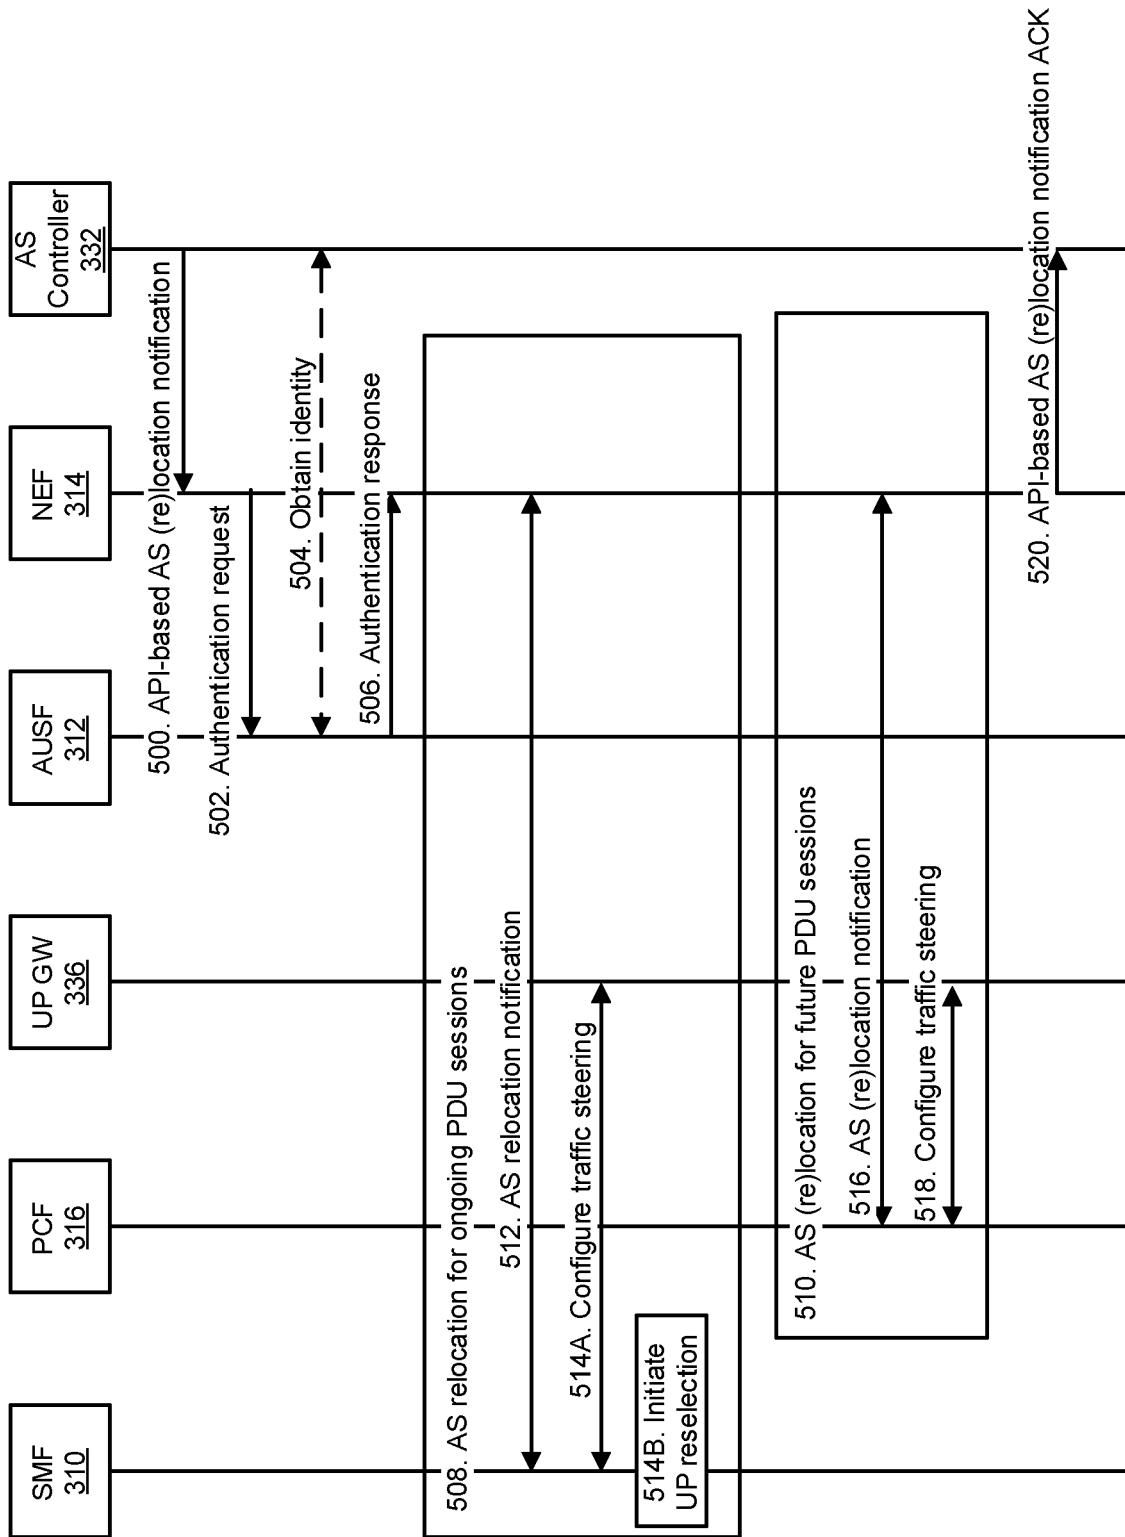 SMF
310
PCF
316
UP GW
336
AUSF
312
NEF
314
AS
Controller
332
500. API-based AS (re)location notification
502. Authentication request
504. Obtain identity
506. Authentication response
508. AS relocation for ongoing PDU sessions
512. AS relocation notification
514A. Configure traffic steering
514B. Initiate
UP reselection
510. AS (re)location for future PDU sessions
516. AS (re)location notification
518. Configure traffic steering
520. API-based AS (re)location notification ACK